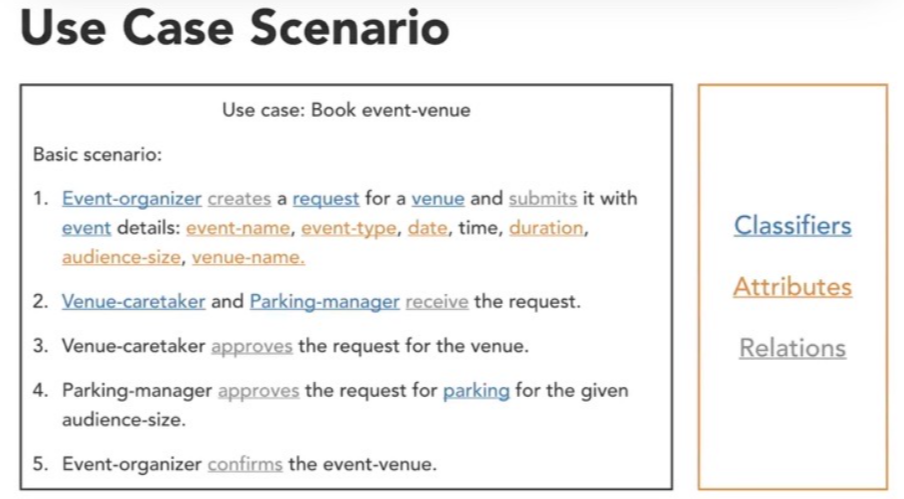 Use Case Scenario
Use case: Book event-venue
Basic scenario:
1. Event-organizer creates a request for a venue and submits it with
event details: event-name, event-type, date, time, duration,
audience-size, venue-name.
2. Venue-caretaker and Parking-manager receive the request.
3. Venue-caretaker approves the request for the venue.
4. Parking-manager approves the request for parking for the given
audience-size.
5. Event-organizer confirms the event-venue.
Classifiers
Attributes
Relations